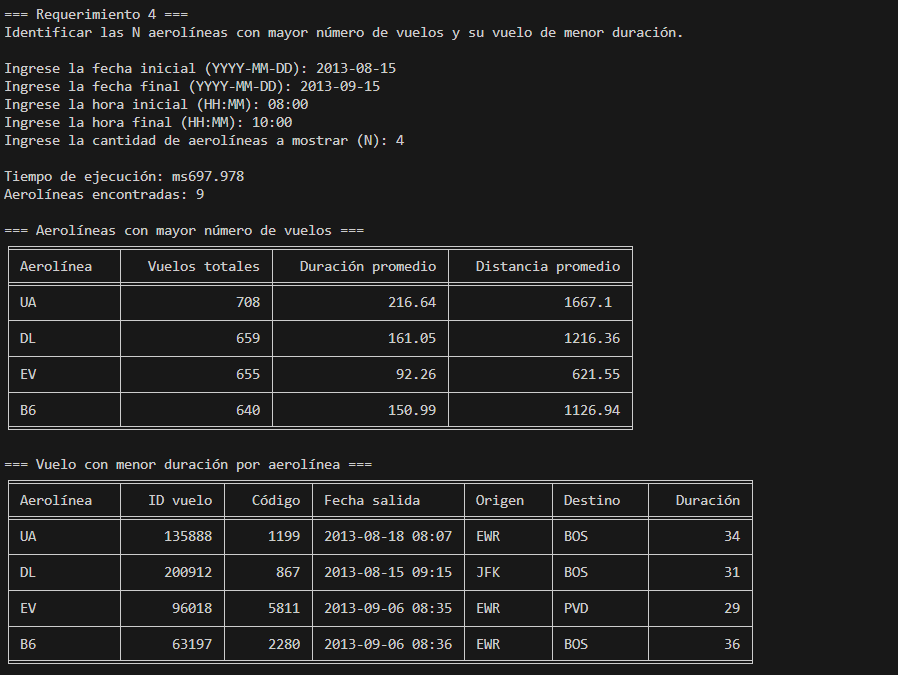 === Requerimiento 4 ===
Identificar las N aerolíneas con mayor número de vuelos y su vuelo de menor duración.
Ingrese la fecha inicial (YYYY-MM-DD): 2013-08-15
Ingrese la fecha final (YYYY-MM-DD): 2013-09-15
Ingrese la hora inicial (HH:MM): 08:00
Ingrese la hora final (HH:MM): 10:00
Ingrese la cantidad de aerolíneas a mostrar (N): 4
Tiempo de ejecución: ms697.978
Aerolíneas encontradas: 9
=== Aerolíneas con mayor número de vuelos ===
Aerolínea Vuelos totales Duración promedio Distancia promedio
UA 708 216.64 1667.1
DL 659 161.05 1216.36
EV 655 92.26 621.55
B6 640 150.99 1126.94
=== Vuelo con menor duración por aerolínea ===
Aerolínea ID vuelo Código Fecha salida Origen Destino Duración
UA 135888 1199 2013-08-18 08:07 EWR BOS 34
DL 200912 867 2013-08-15 09:15 JFK BOS 31
EV 96018 5811 2013-09-06 08:35 EWR PVD 29
B6 63197 2280 2013-09-06 08:36 EWR BOS 36